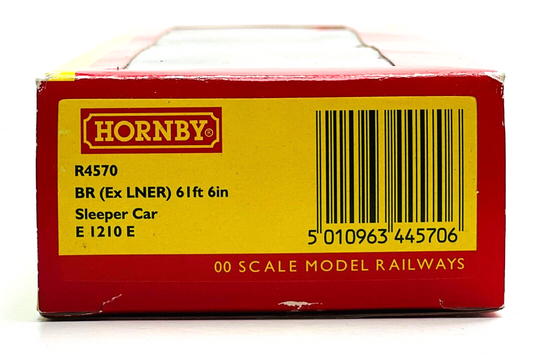 HORNBY®
R4570
BR (Ex LNER) 61ft 6in
Sleeper Car
E 1210 E
5 010963 445706
00 SCALE MODEL RAILWAYS